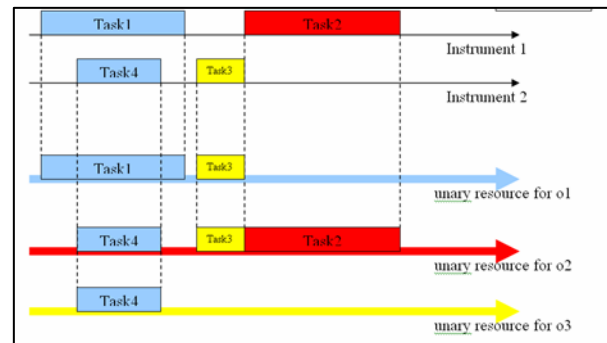 Task1
Task2
Instrument 1
Task4
Task3
Instrument 2
Task1
Task3
unary resource for o1
Task4
Task3
Task2
unary resource for o2
Task4
unary resource for o3